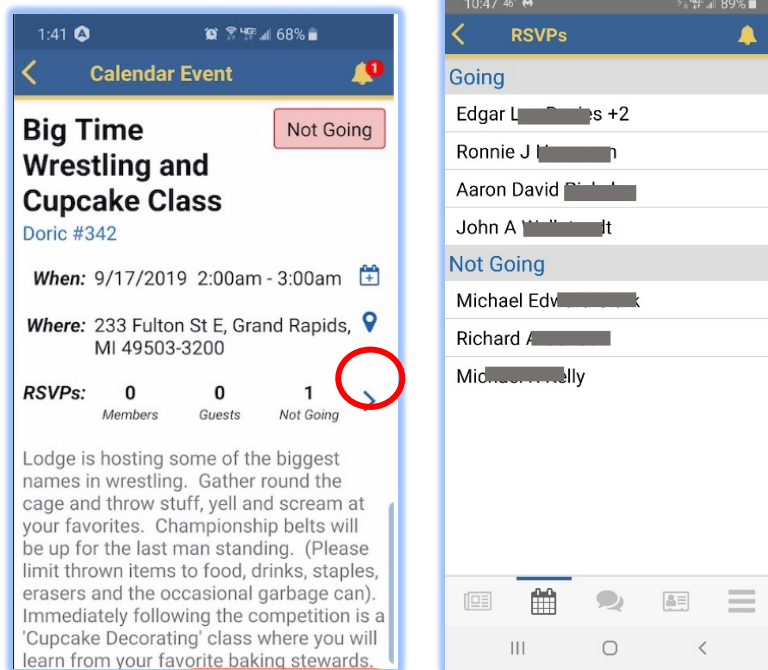 1:41 68%
Calendar Event 1
Big Time
Wrestling and
Cupcake Class
Not Going
Doric #342
When: 9/17/2019 2:00am - 3:00am
Where: 233 Fulton St E, Grand Rapids,
MI 49503-3200
RSVPs: 0 0 1
Members Guests Not Going
Lodge is hosting some of the biggest
names in wrestling. Gather round the
cage and throw stuff, yell and scream at
your favorites. Championship belts will
be up for the last man standing. (Please
limit thrown items to food, drinks, staples,
erasers and the occasional garbage can).
Immediately following the competition is a
'Cupcake Decorating' class where you will
learn from your favorite baking stewards.
10:47 46° 89%
RSVPs
Going
Edgar +2
Ronnie J
Aaron David
John A
Not Going
Michael
Richard